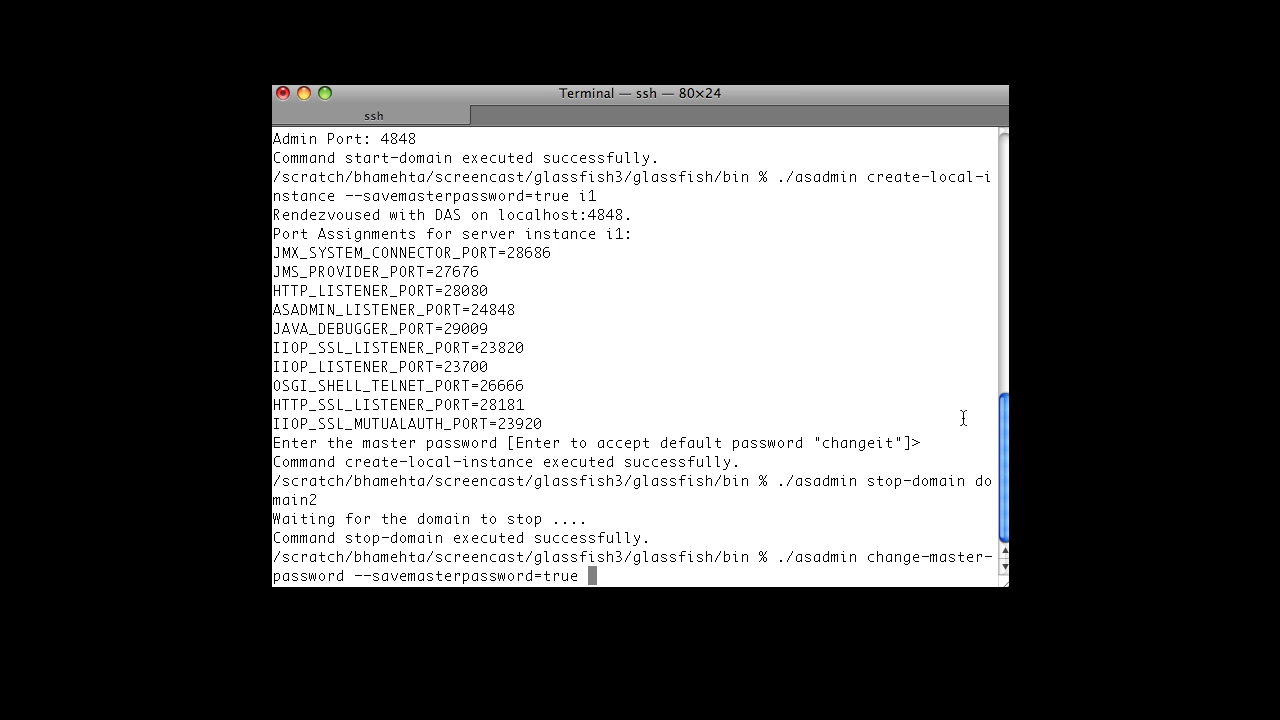 Terminal — ssh — 80×24
ssh
Admin Port: 4848
Command start-domain executed successfully.
/scratch/bhamehta/screencast/glassfish3/glassfish/bin % ./asadmin create-local-i
nstance --savemasterpassword=true i1
Rendezvoused with DAS on localhost:4848.
Port Assignments for server instance i1:
JMX_SYSTEM_CONNECTOR_PORT=28686
JMS_PROVIDER_PORT=27676
HTTP_LISTENER_PORT=28080
ASADMIN_LISTENER_PORT=24848
JAVA_DEBUGGER_PORT=29009
IIOP_SSL_LISTENER_PORT=23820
IIOP_LISTENER_PORT=23700
OSGI_SHELL_TELNET_PORT=26666
HTTP_SSL_LISTENER_PORT=28181
IIOP_SSL_MUTUALAUTH_PORT=23920
Enter the master password [Enter to accept default password "changeit"]>
Command create-local-instance executed successfully.
/scratch/bhamehta/screencast/glassfish3/glassfish/bin % ./asadmin stop-domain do
main2
Waiting for the domain to stop ....
Command stop-domain executed successfully.
/scratch/bhamehta/screencast/glassfish3/glassfish/bin % ./asadmin change-master-
password --savemasterpassword=true